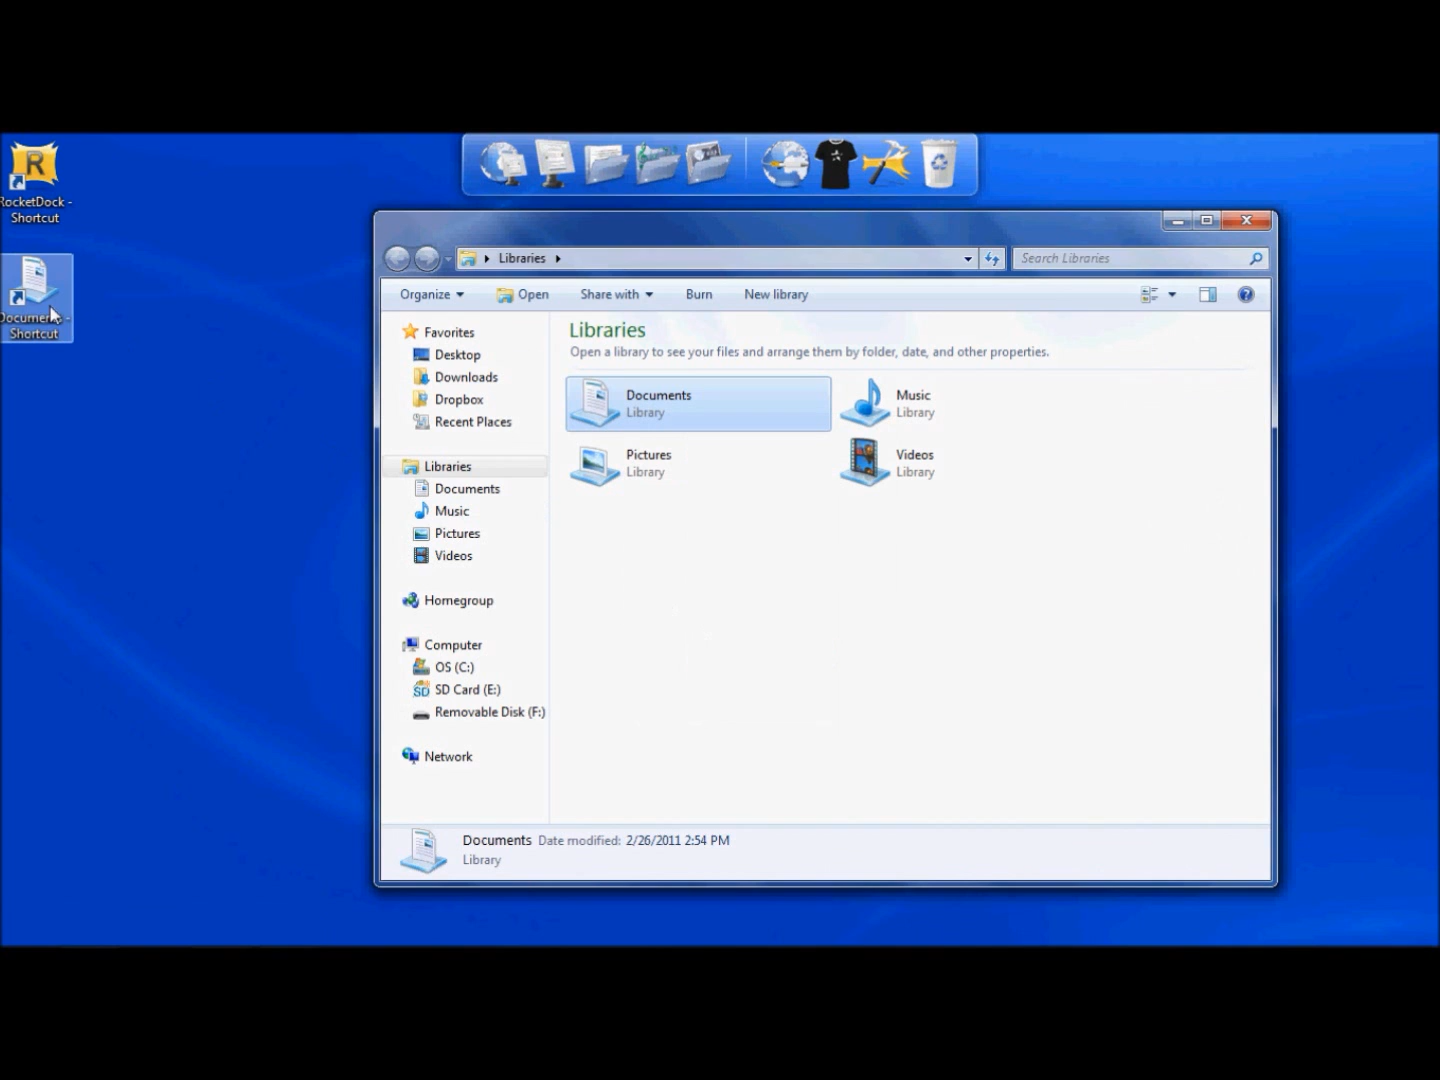 RocketDock -
Shortcut
Documents -
Shortcut
Libraries
Search Libraries
Organize
Open
Share with
Burn
New library
Favorites
Desktop
Downloads
Dropbox
Recent Places
Libraries
Documents
Music
Pictures
Videos
Homegroup
Computer
OS (C:)
SD Card (E:)
Removable Disk (F:)
Network
Libraries
Open a library to see your files and arrange them by folder, date, and other properties.
Documents
Library
Music
Library
Pictures
Library
Videos
Library
Documents Date modified: 2/26/2011 2:54 PM
Library